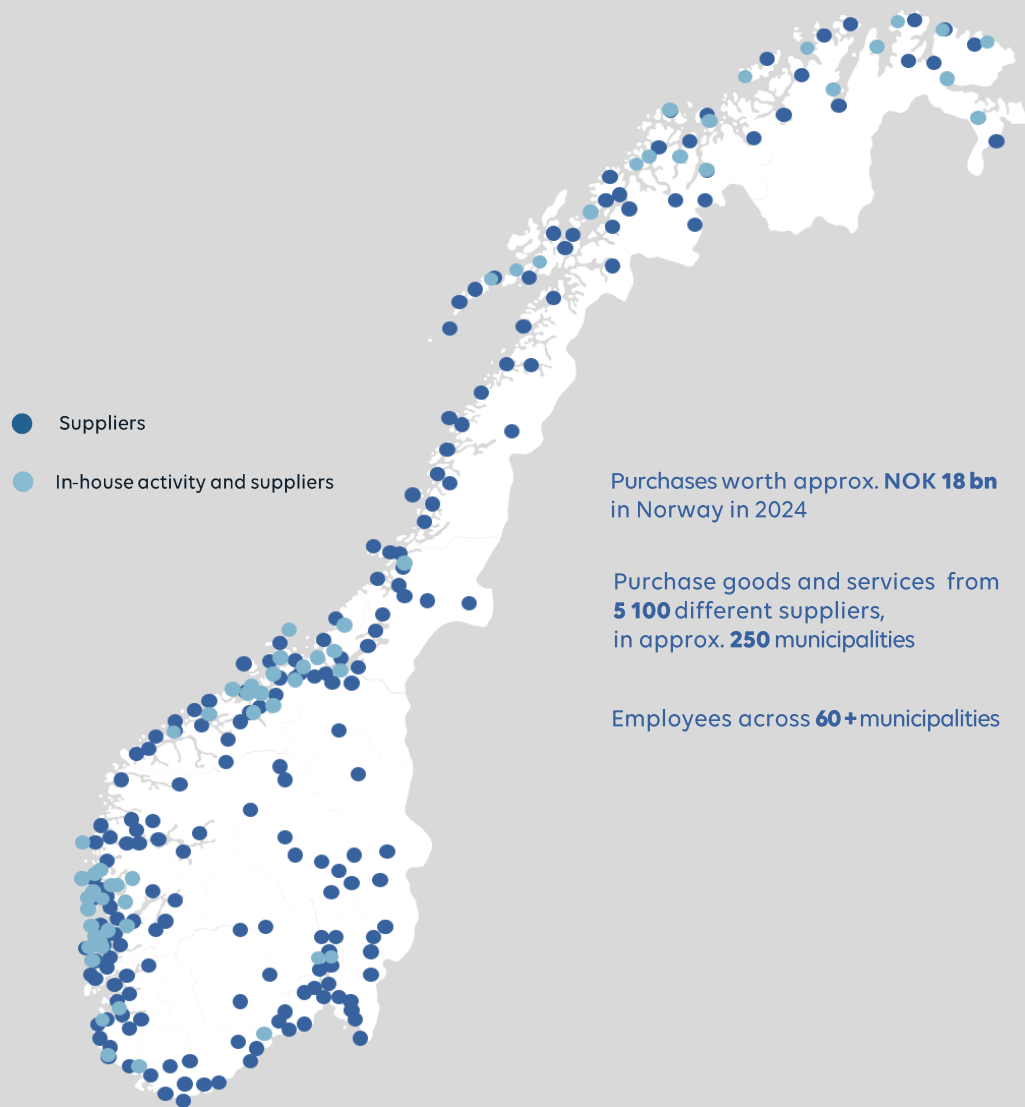 Suppliers
In-house activity and suppliers
Purchases worth approx. NOK 18 bn
in Norway in 2024
Purchase goods and services from
5 100 different suppliers,
in approx. 250 municipalities
Employees across 60+ municipalities